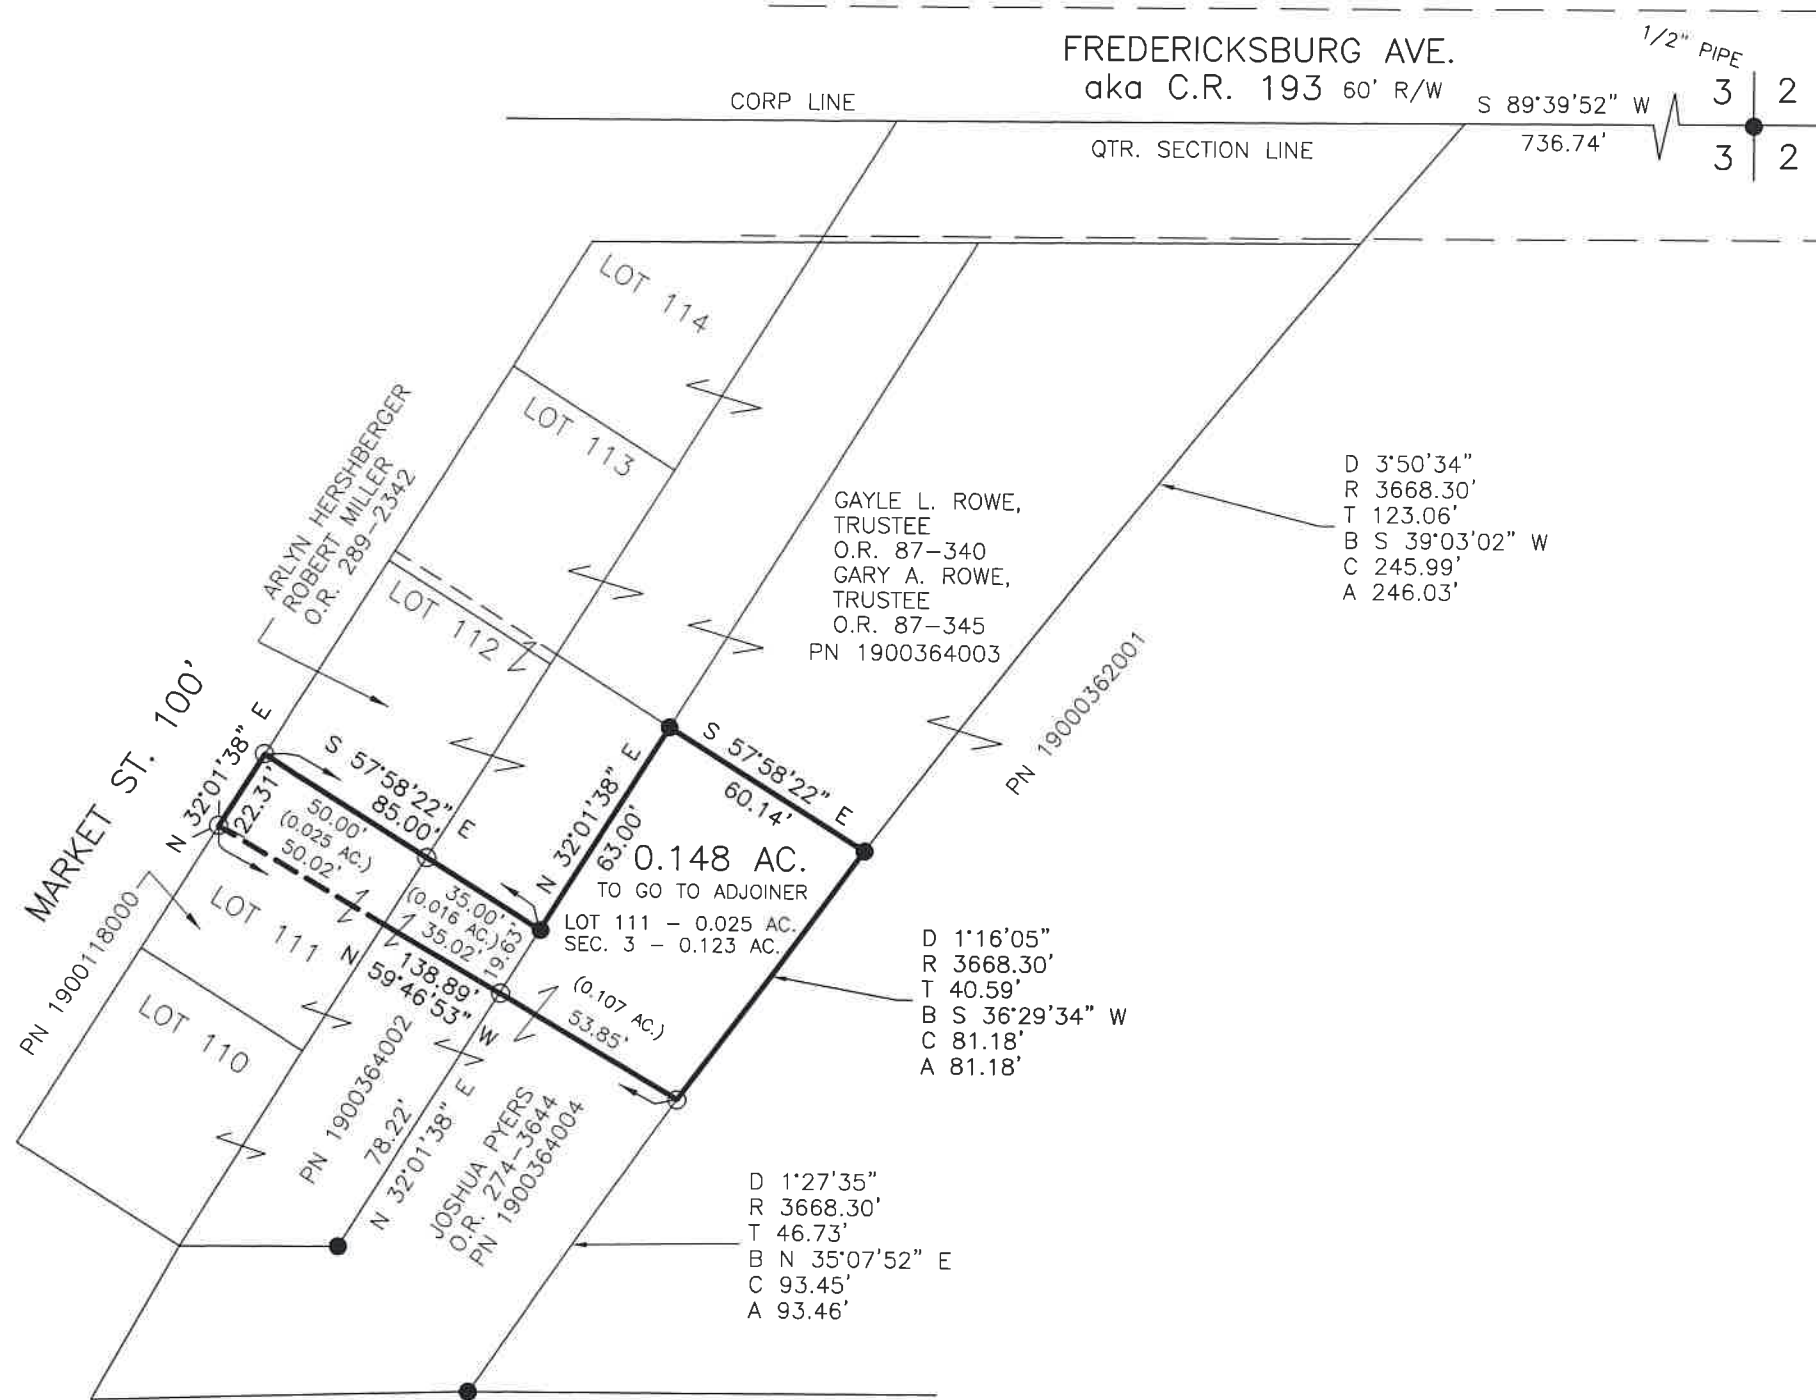 FREDERICKSBURG AVE.
aka C.R. 193 60' R/W
1/2" PIPE
CORP LINE
S 89°39'52" W
3 2
QTR. SECTION LINE
736.74'
3 2
LOT 114
LOT 113
ARLYN HERSHBERGER
ROBERT MILLER
O.R. 289-2342
LOT 112
GAYLE L. ROWE,
TRUSTEE
O.R. 87-340
GARY A. ROWE,
TRUSTEE
O.R. 87-345
PN 1900364003
D 3°50'34"
R 3668.30'
T 123.06'
B S 39°03'02" W
C 245.99'
A 246.03'
PN 1900362001
MARKET ST. 100'
N 32°01'38" E
22.31'
S 57°58'22" E
85.00'
50.00'
(0.025 AC.)
50.02'
N 32°01'38" E
63.00'
S 57°58'22" E
60.14'
0.148 AC.
TO GO TO ADJOINER
LOT 111 - 0.025 AC.
SEC. 3 - 0.123 AC.
35.00'
(0.016 AC.)
35.02'
19.63'
138.89'
N 59°46'53" W
(0.107 AC.)
53.85'
PN 1900118000
LOT 111
LOT 110
PN 1900364002
78.22'
N 32°01'38" E
JOSHUA PYERS
O.R. 274-3644
PN 1900364004
D 1°16'05"
R 3668.30'
T 40.59'
B S 36°29'34" W
C 81.18'
A 81.18'
D 1°27'35"
R 3668.30'
T 46.73'
B N 35°07'52" E
C 93.45'
A 93.46'